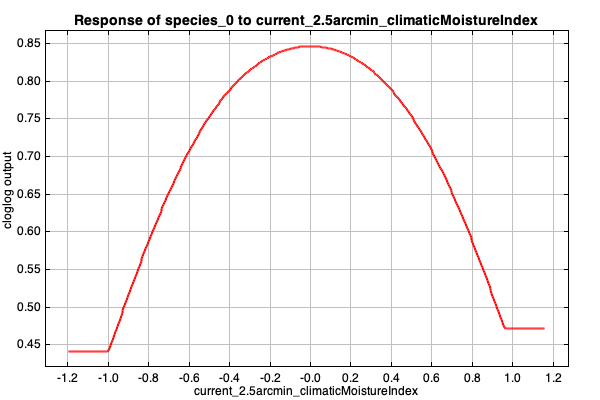 Response of species_0 to current_2.5arcmin_climaticMoistureIndex
0.85
0.80
0.75
0.70
0.65
0.60
0.55
0.50
0.45
cloglog output
-1.2 -1.0 -0.8 -0.6 -0.4 -0.2 -0.0 0.2 0.4 0.6 0.8 1.0 1.2
current_2.5arcmin_climaticMoistureIndex